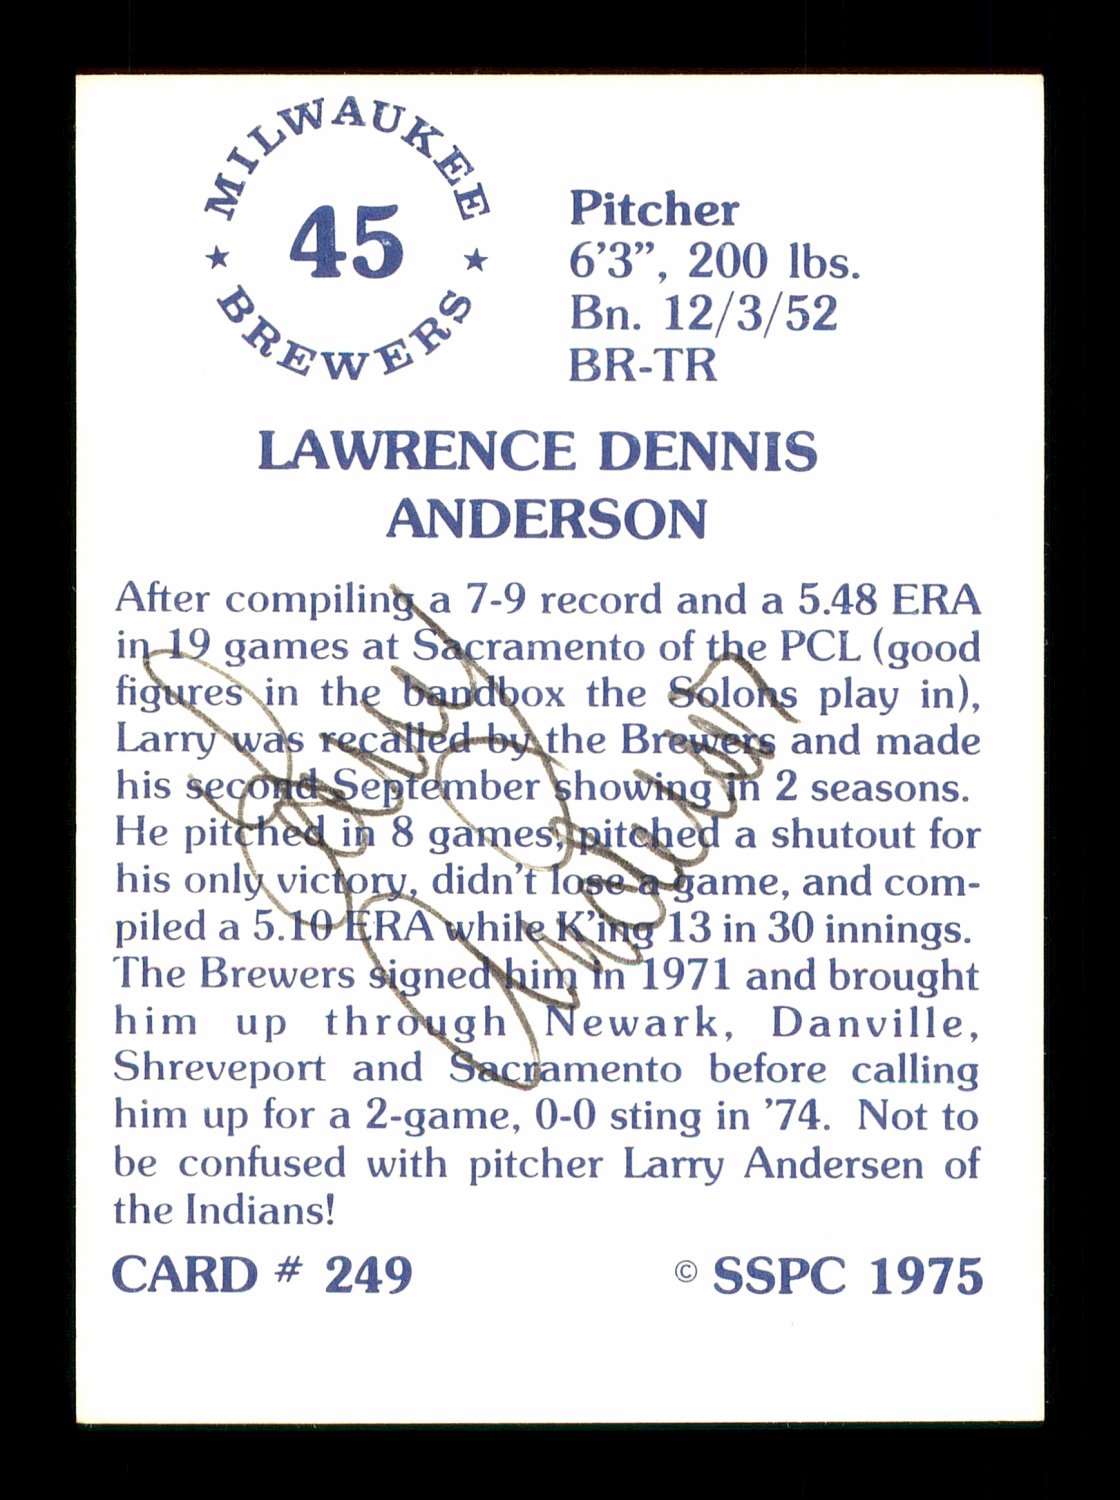 MILWAUKEE
★ 45 ★
BREWERS
Pitcher
6'3", 200 lbs.
Bn. 12/3/52
BR-TR
LAWRENCE DENNIS
ANDERSON
After compiling a 7-9 record and a 5.48 ERA
in 19 games at Sacramento of the PCL (good
figures in the bandbox the Solons play in),
Larry was recalled by the Brewers and made
his second September showing in 2 seasons.
He pitched in 8 games, pitched a shutout for
his only victory, didn't lose a game, and com-
piled a 5.10 ERA while K'ing 13 in 30 innings.
The Brewers signed him in 1971 and brought
him up through Newark, Danville,
Shreveport and Sacramento before calling
him up for a 2-game, 0-0 sting in '74. Not to
be confused with pitcher Larry Andersen of
the Indians!
Larry Anderson
CARD # 249 © SSPC 1975